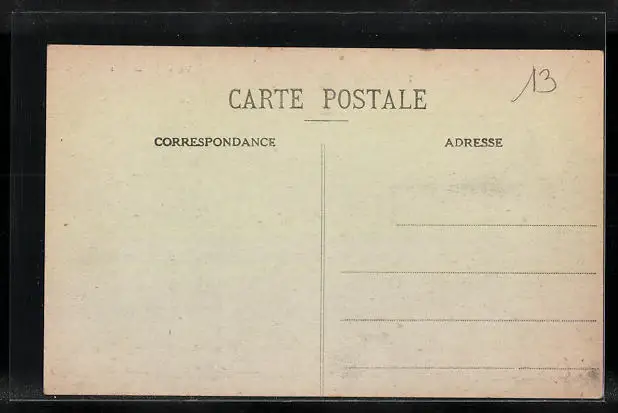 13
CARTE POSTALE
CORRESPONDANCE
ADRESSE